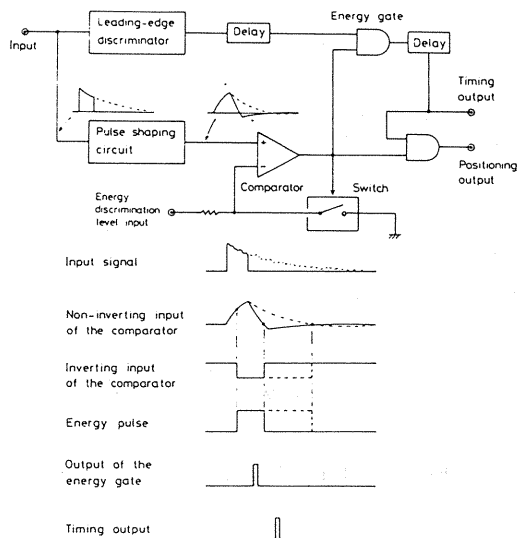 Energy gate
Leading-edge
discriminator
Delay
Delay
Input
Timing
output
Pulse shaping
circuit
+
−
Positioning
output
Comparator
Switch
Energy
discrimination
level input
Input signal
Non-inverting input
of the comparator
Inverting input
of the comparator
Energy pulse
Output of the
energy gate
Timing output